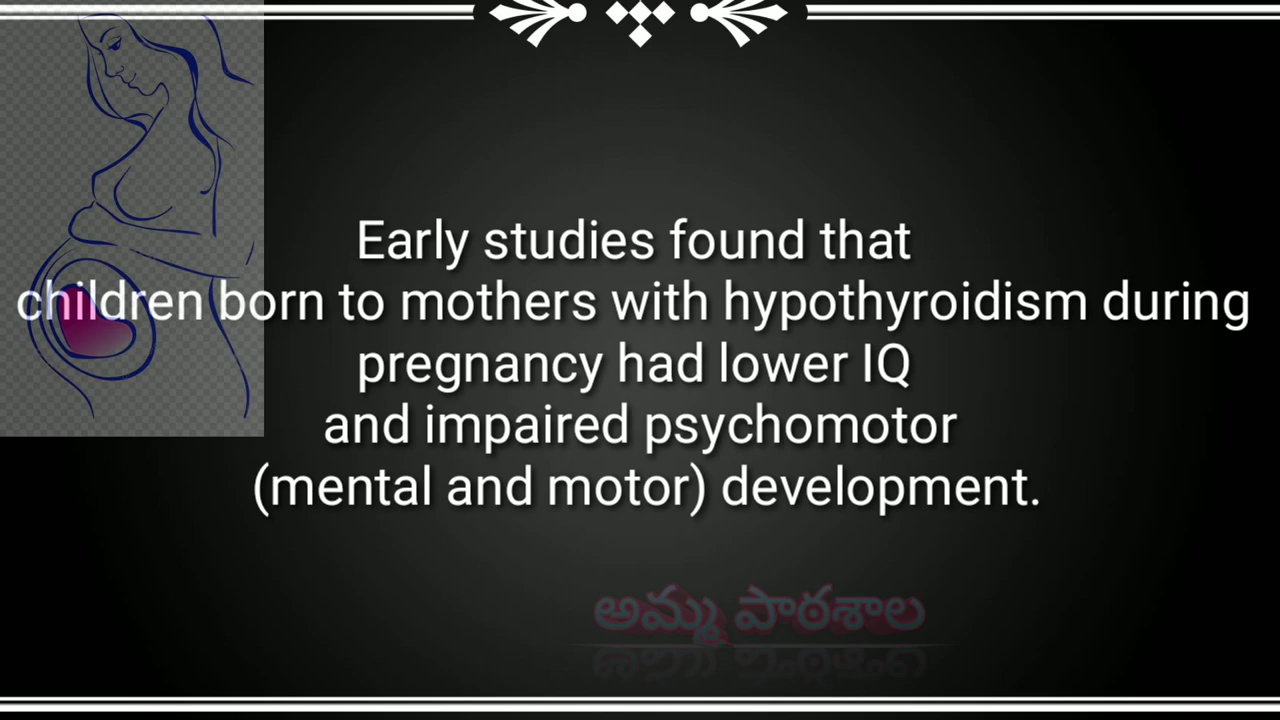 Early studies found that
children born to mothers with hypothyroidism during
pregnancy had lower IQ
and impaired psychomotor
(mental and motor) development.
అమ్మ పాఠశాల